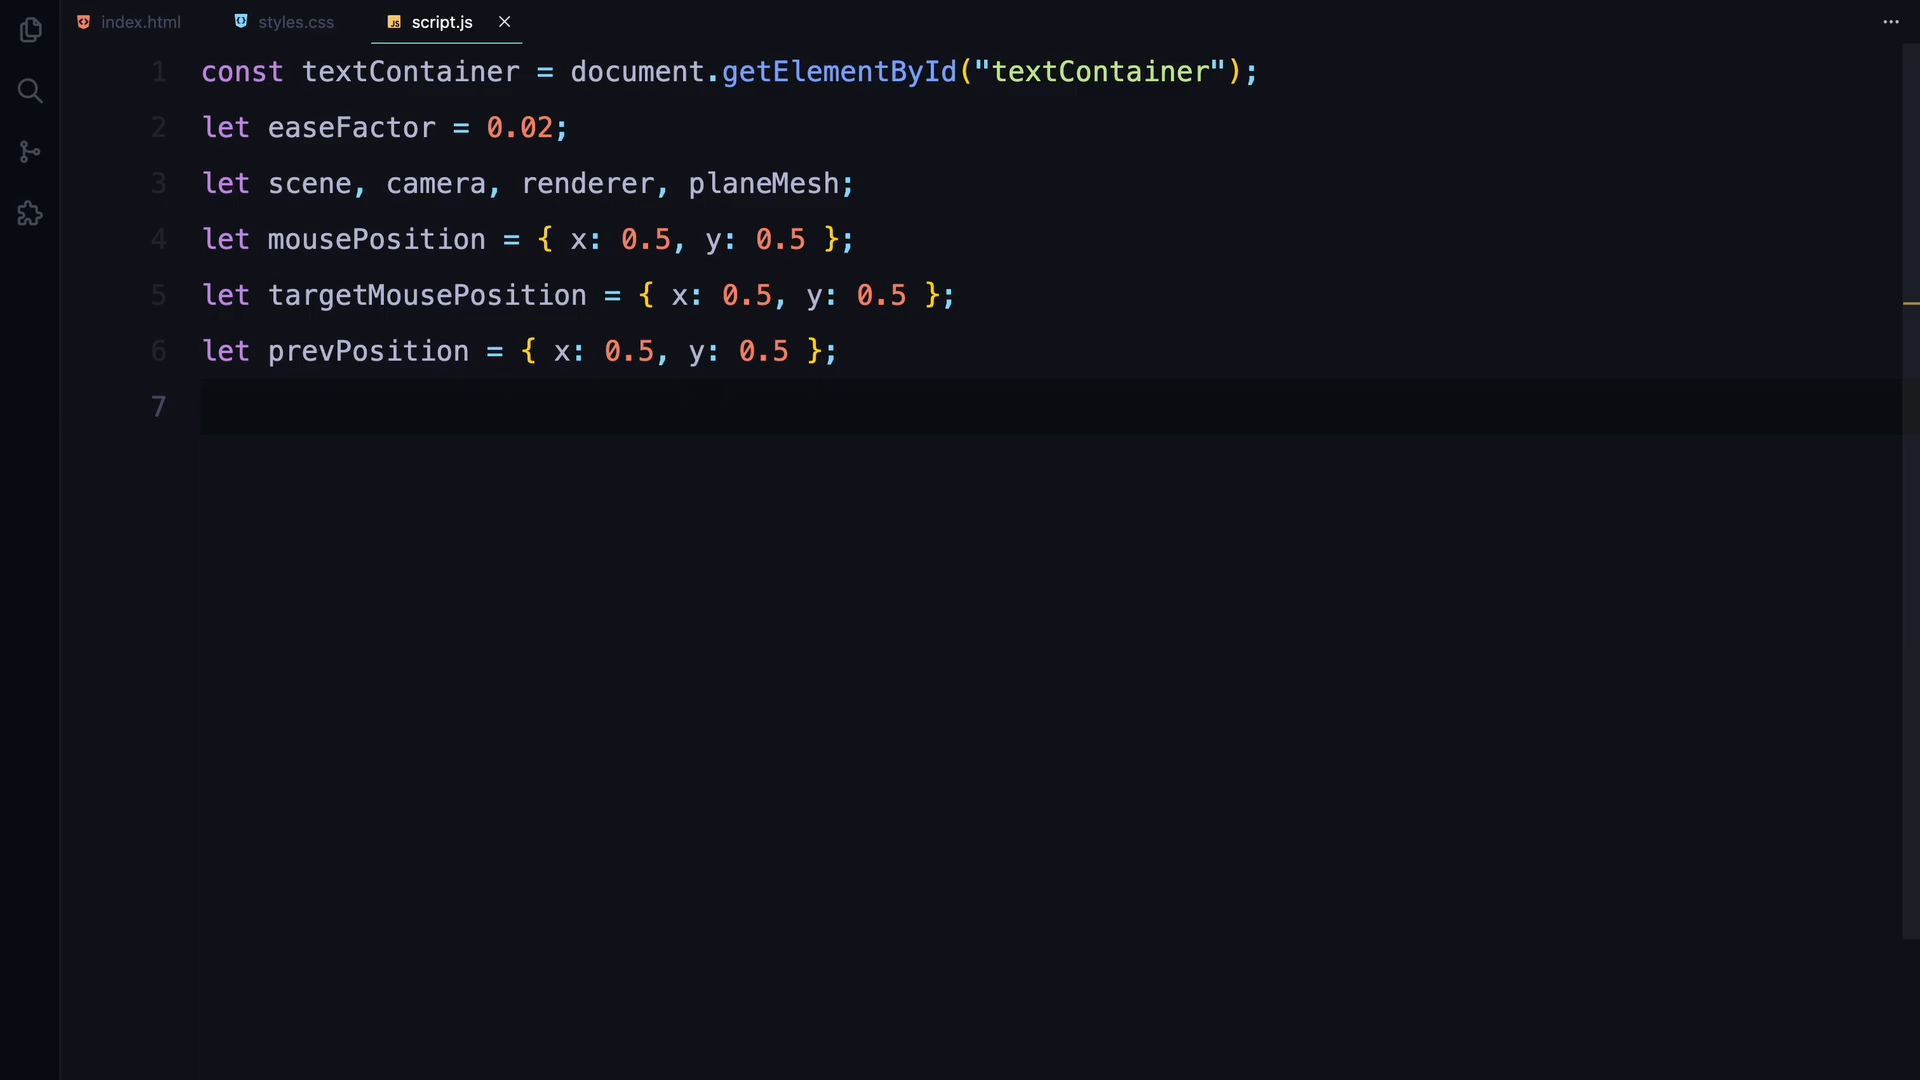 index.html styles.css JS script.js
1 const textContainer = document.getElementById("textContainer");
2 let easeFactor = 0.02;
3 let scene, camera, renderer, planeMesh;
4 let mousePosition = { x: 0.5, y: 0.5 };
5 let targetMousePosition = { x: 0.5, y: 0.5 };
6 let prevPosition = { x: 0.5, y: 0.5 };
7